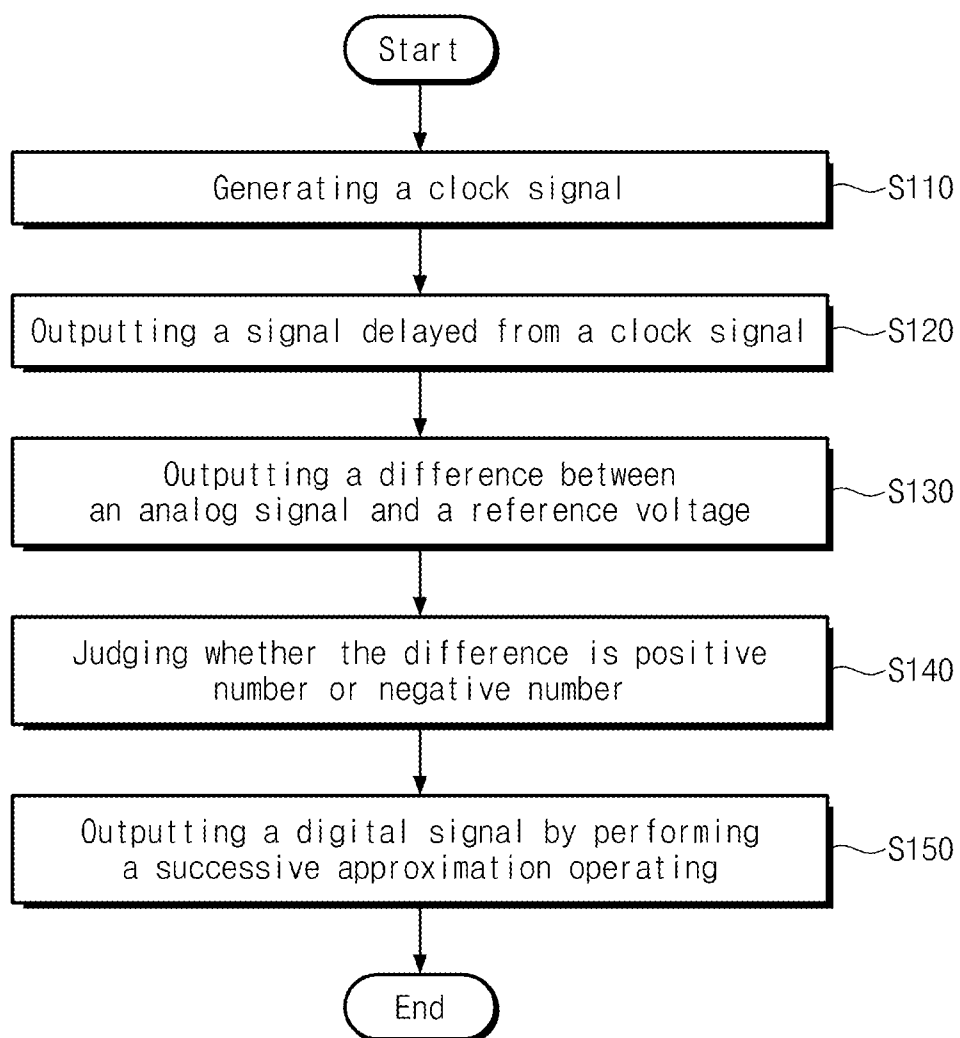 Start
Generating a clock signal
S110
Outputting a signal delayed from a clock signal
S120
Outputting a difference between
an analog signal and a reference voltage
S130
Judging whether the difference is positive
number or negative number
S140
Outputting a digital signal by performing
a successive approximation operating
S150
End